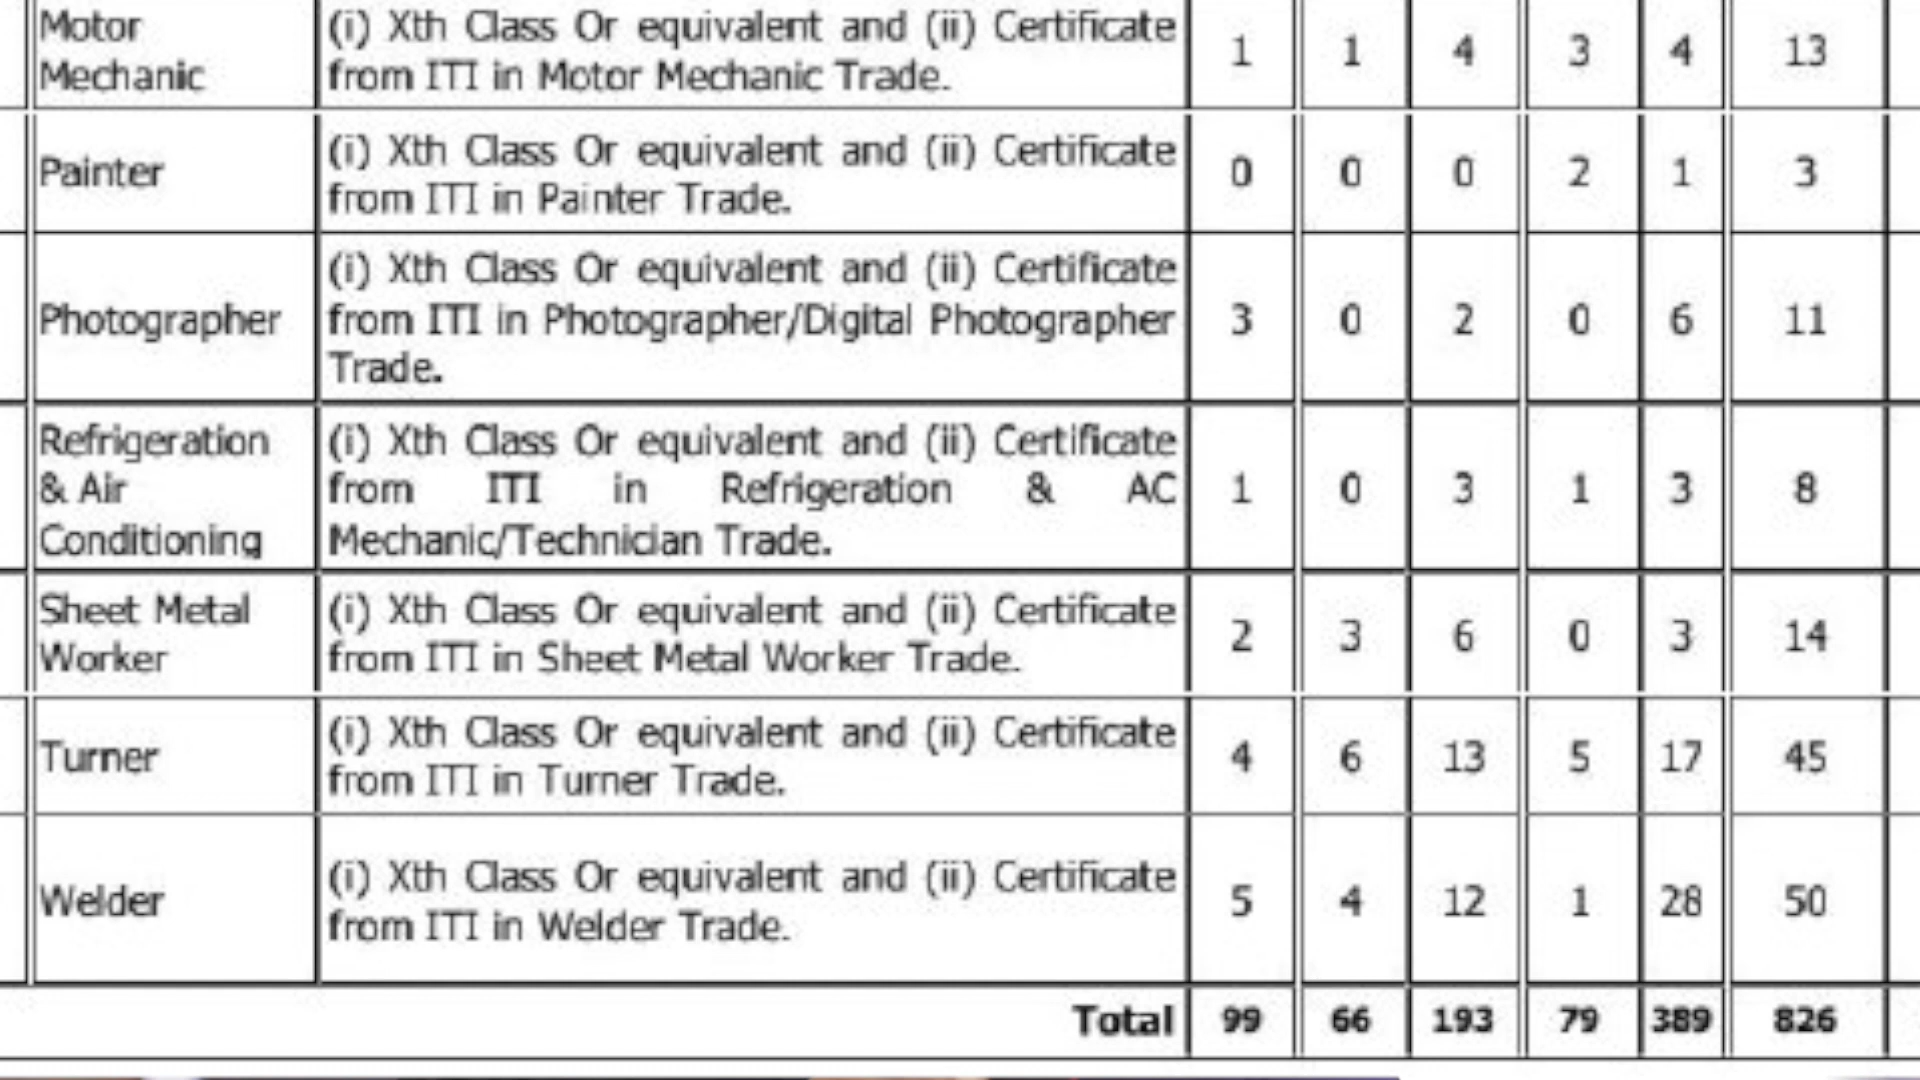 Motor
Mechanic
(i) Xth Class Or equivalent and (ii) Certificate
from ITI in Motor Mechanic Trade.
1 1 4 3 4 13
Painter
(i) Xth Class Or equivalent and (ii) Certificate
from ITI in Painter Trade.
0 0 0 2 1 3
Photographer
(i) Xth Class Or equivalent and (ii) Certificate
from ITI in Photographer/Digital Photographer
Trade.
3 0 2 0 6 11
Refrigeration
& Air
Conditioning
(i) Xth Class Or equivalent and (ii) Certificate
from ITI in Refrigeration & AC
Mechanic/Technician Trade.
1 0 3 1 3 8
Sheet Metal
Worker
(i) Xth Class Or equivalent and (ii) Certificate
from ITI in Sheet Metal Worker Trade.
2 3 6 0 3 14
Turner
(i) Xth Class Or equivalent and (ii) Certificate
from ITI in Turner Trade.
4 6 13 5 17 45
Welder
(i) Xth Class Or equivalent and (ii) Certificate
from ITI in Welder Trade.
5 4 12 1 28 50
Total 99 66 193 79 389 826